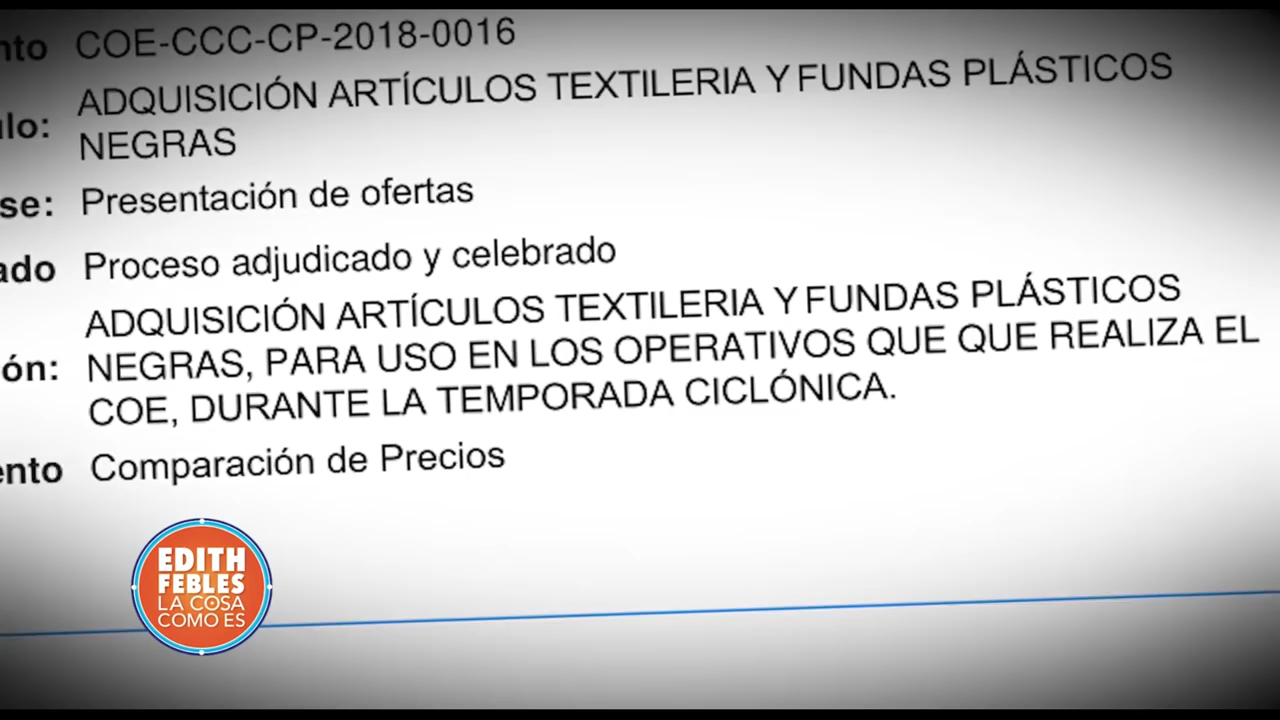 nto COE-CCC-CP-2018-0016
ADQUISICIÓN ARTÍCULOS TEXTILERIA Y FUNDAS PLÁSTICOS
ulo:
NEGRAS
se: Presentación de ofertas
ado Proceso adjudicado y celebrado
ADQUISICIÓN ARTÍCULOS TEXTILERIA Y FUNDAS PLÁSTICOS
ón: NEGRAS, PARA USO EN LOS OPERATIVOS QUE QUE REALIZA EL
COE, DURANTE LA TEMPORADA CICLÓNICA.
ento Comparación de Precios
EDITH
FEBLES
LA COSA
COMO ES